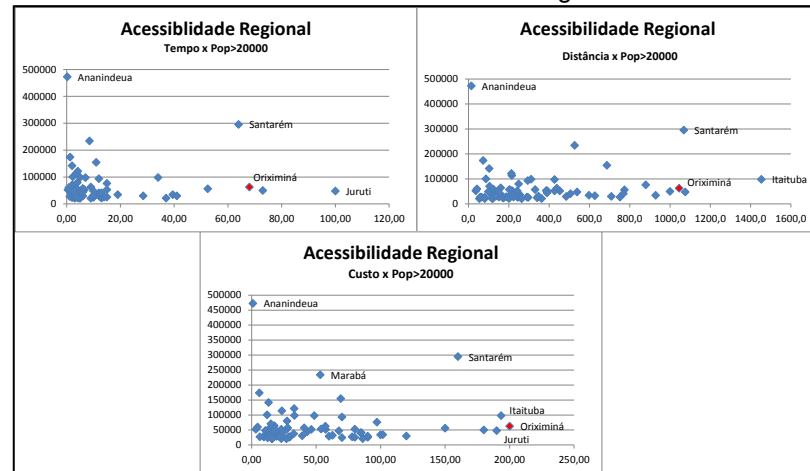 Acessiblidade Regional
Tempo x Pop>20000
500000
400000
300000
200000
100000
0
0,00 20,00 40,00 60,00 80,00 100,00 120,00
Ananindeua
Santarém
Oriximiná
Juruti
Acessibilidade Regional
Distância x Pop>20000
500000
400000
300000
200000
100000
0
0,0 200,0 400,0 600,0 800,0 1000,0 1200,0 1400,0 1600,0
Ananindeua
Santarém
Itaituba
Oriximiná
Acessibilidade Regional
Custo x Pop>20000
500000
450000
400000
350000
300000
250000
200000
150000
100000
50000
0
0,00 50,00 100,00 150,00 200,00 250,00
Ananindeua
Santarém
Marabá
Itaituba
Oriximiná
Juruti